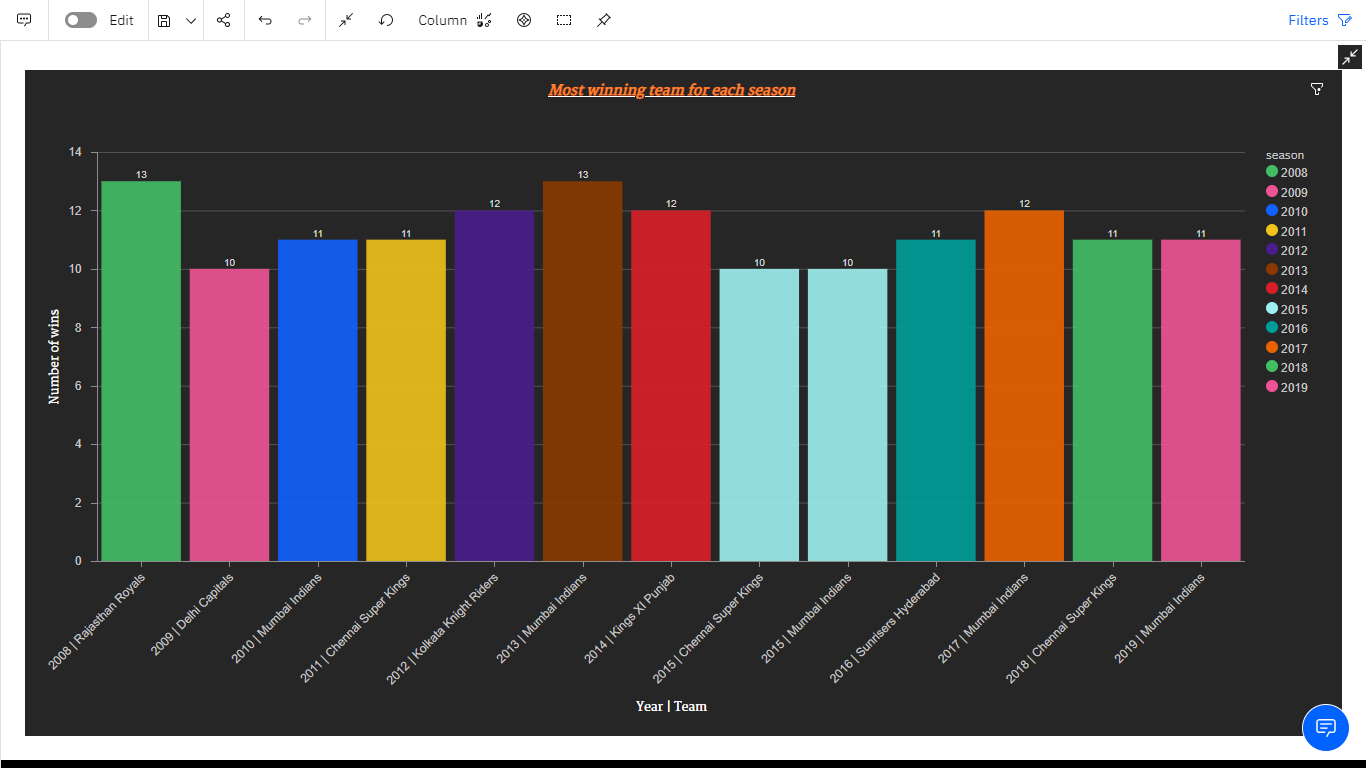 Edit
Column
Filters
Most winning team for each season
14
12
10
8
6
4
2
0
Number of wins
13
10
11
11
12
13
12
10
10
11
12
11
11
2008 | Rajasthan Royals
2009 | Delhi Capitals
2010 | Mumbai Indians
2011 | Chennai Super Kings
2012 | Kolkata Knight Riders
2013 | Mumbai Indians
2014 | Kings XI Punjab
2015 | Chennai Super Kings
2015 | Mumbai Indians
2016 | Sunrisers Hyderabad
2017 | Mumbai Indians
2018 | Chennai Super Kings
2019 | Mumbai Indians
Year | Team
season
2008
2009
2010
2011
2012
2013
2014
2015
2016
2017
2018
2019